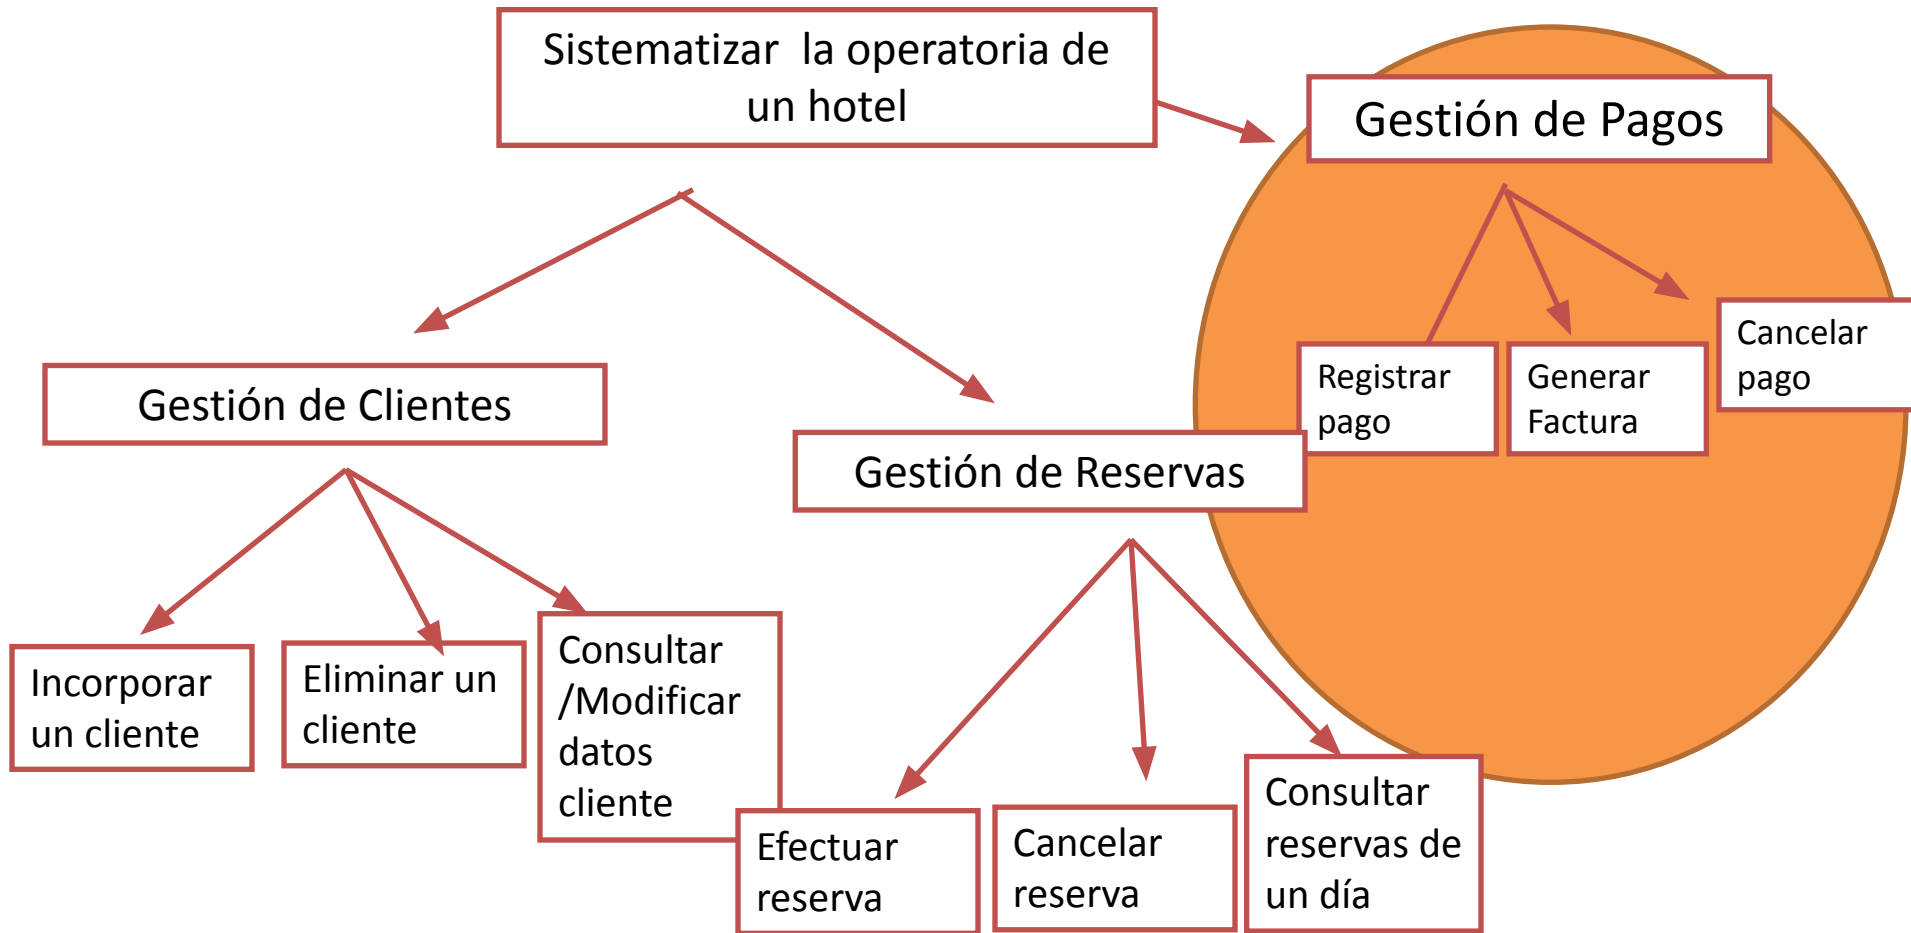 Sistematizar la operatoria de
un hotel
Gestión de Pagos
Registrar
pago
Generar
Factura
Cancelar
pago
Gestión de Clientes
Gestión de Reservas
Incorporar
un cliente
Eliminar un
cliente
Consultar
/Modificar
datos
cliente
Efectuar
reserva
Cancelar
reserva
Consultar
reservas de
un día